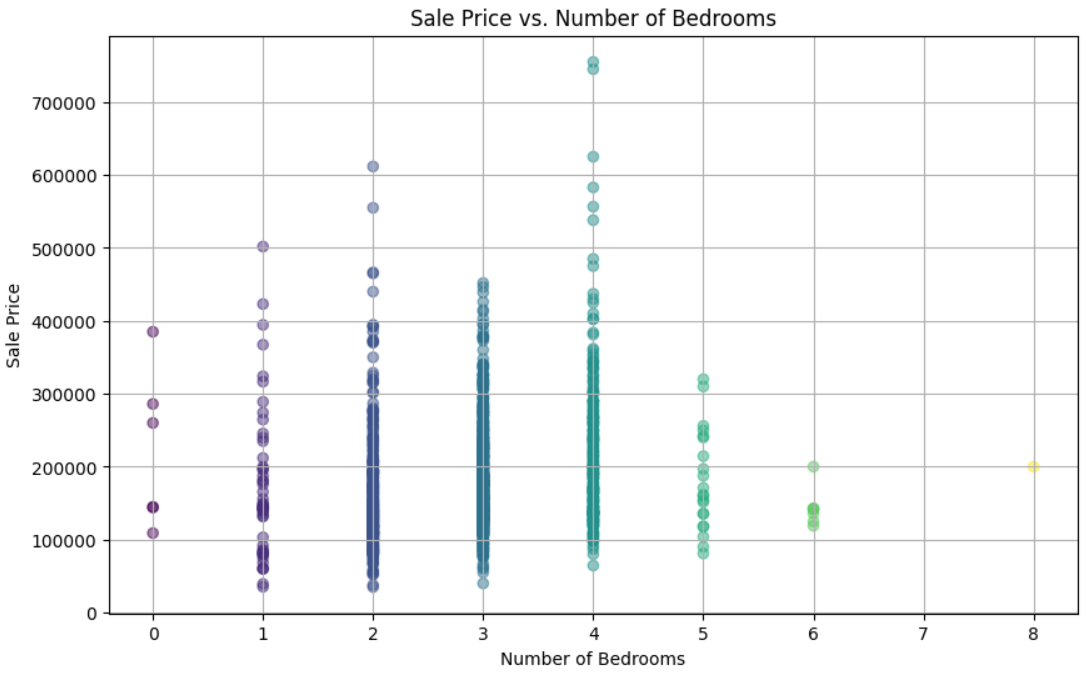 Sale Price vs. Number of Bedrooms
Sale Price
700000
600000
500000
400000
300000
200000
100000
0
0 1 2 3 4 5 6 7 8
Number of Bedrooms